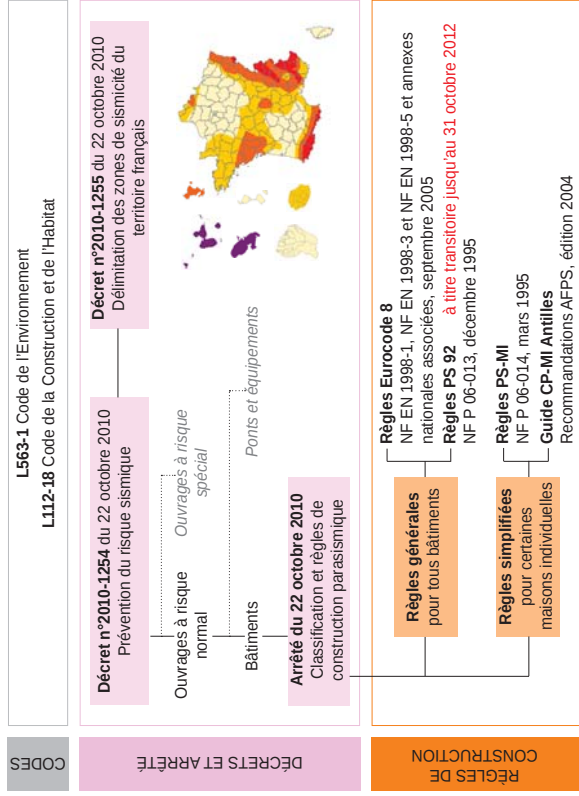 CODES
L563-1 Code de l'Environnement
L112-18 Code de la Construction et de l'Habitat
DÉCRETS ET ARRÊTÉ
Décret n°2010-1254 du 22 octobre 2010
Prévention du risque sismique
Décret n°2010-1255 du 22 octobre 2010
Délimitation des zones de sismicité du
territoire français
Ouvrages à risque
normal
Ouvrages à risque
spécial
Bâtiments
Ponts et équipements
Arrêté du 22 octobre 2010
Classification et règles de
construction parasismique
RÈGLES DE
CONSTRUCTION
Règles générales
pour tous bâtiments
Règles Eurocode 8
NF EN 1998-1, NF EN 1998-3 et NF EN 1998-5 et annexes
nationales associées, septembre 2005
Règles PS 92 à titre transitoire jusqu'au 31 octobre 2012
NF P 06-013, décembre 1995
Règles simplifiées
pour certaines
maisons individuelles
Règles PS-MI
NF P 06-014, mars 1995
Guide CP-MI Antilles
Recommandations AFPS, édition 2004